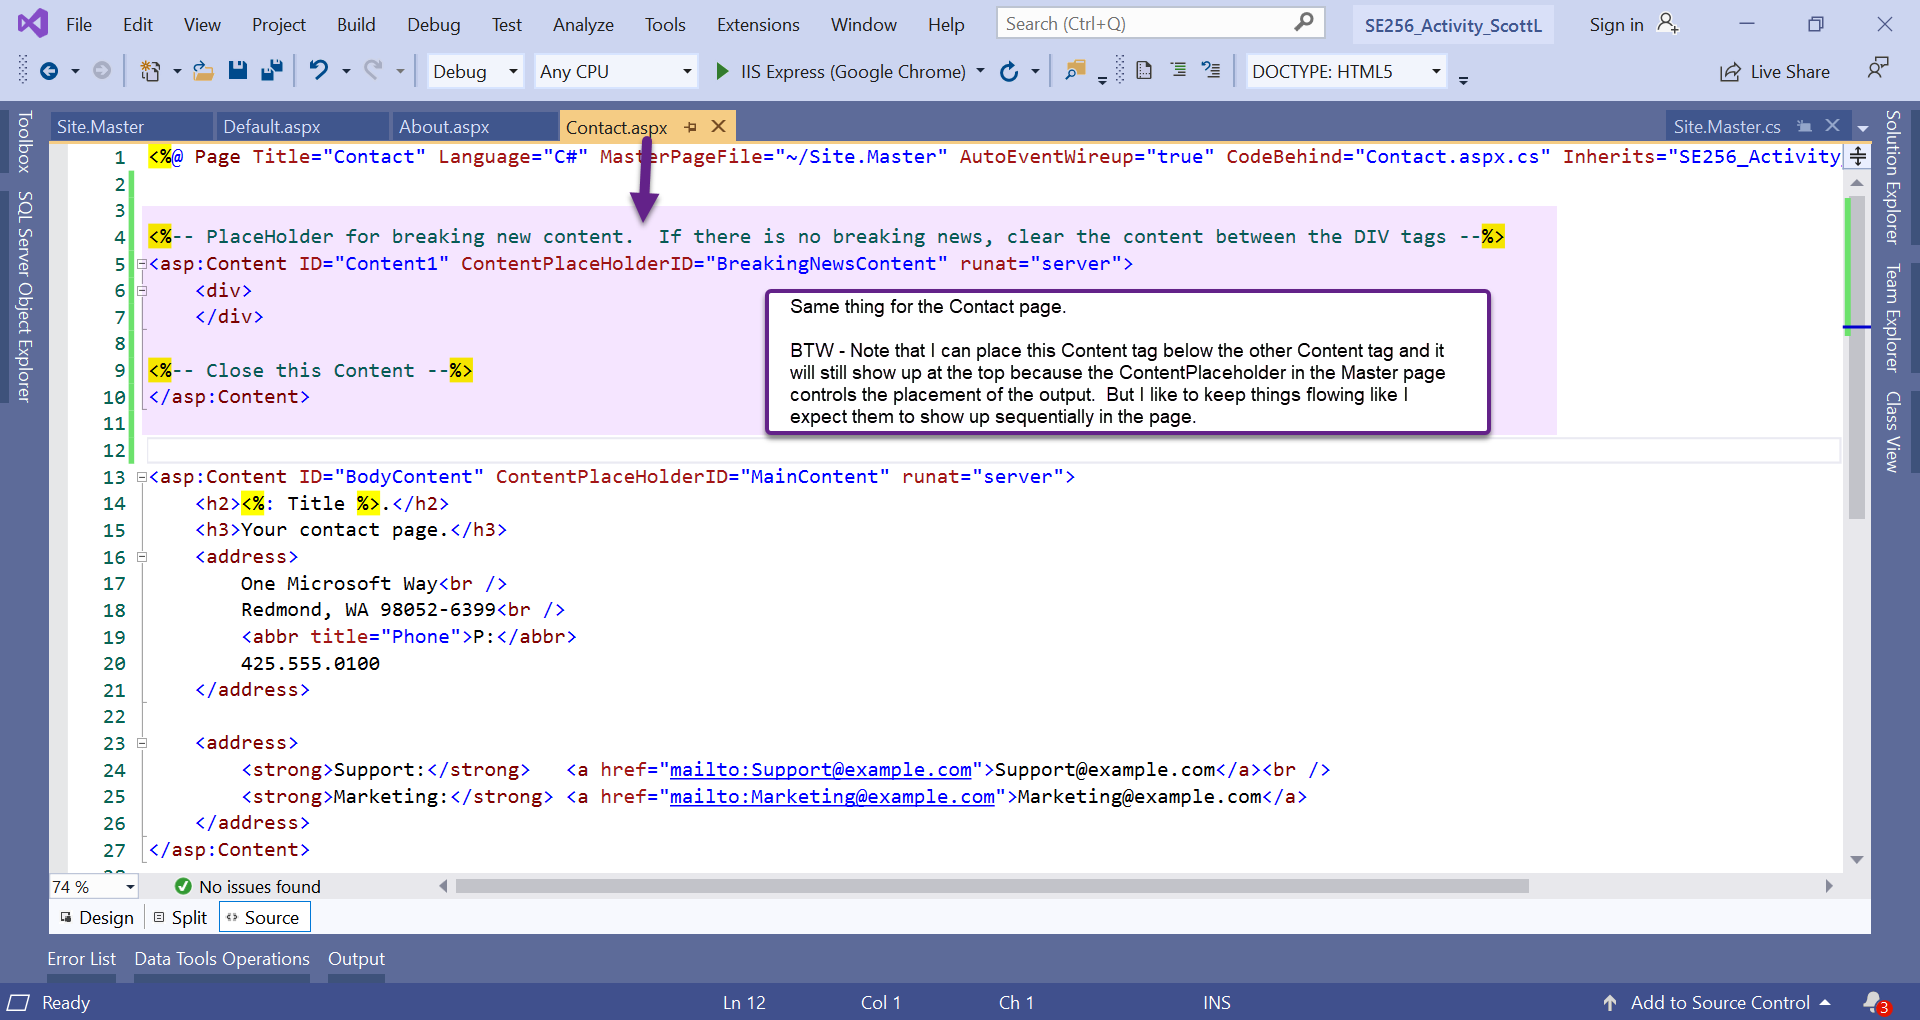 File Edit View Project Build Debug Test Analyze Tools Extensions Window Help Search (Ctrl+Q) SE256_Activity_ScottL Sign in
Debug Any CPU IIS Express (Google Chrome) DOCTYPE: HTML5 Live Share
Toolbox
SQL Server Object Explorer
Site.Master Default.aspx About.aspx Contact.aspx Site.Master.cs
1 <%@ Page Title="Contact" Language="C#" MasterPageFile="~/Site.Master" AutoEventWireup="true" CodeBehind="Contact.aspx.cs" Inherits="SE256_Activity
2
3
4 <%-- PlaceHolder for breaking new content.  If there is no breaking news, clear the content between the DIV tags --%>
5 <asp:Content ID="Content1" ContentPlaceHolderID="BreakingNewsContent" runat="server">
6     <div>
7     </div>
8
9 <%-- Close this Content --%>
10 </asp:Content>
11
12
Same thing for the Contact page.
BTW - Note that I can place this Content tag below the other Content tag and it
will still show up at the top because the ContentPlaceholder in the Master page
controls the placement of the output.  But I like to keep things flowing like I
expect them to show up sequentially in the page.
13 <asp:Content ID="BodyContent" ContentPlaceHolderID="MainContent" runat="server">
14     <h2><%: Title %>.</h2>
15     <h3>Your contact page.</h3>
16     <address>
17         One Microsoft Way<br />
18         Redmond, WA 98052-6399<br />
19         <abbr title="Phone">P:</abbr>
20         425.555.0100
21     </address>
22
23     <address>
24         <strong>Support:</strong>   <a href="mailto:Support@example.com">Support@example.com</a><br />
25         <strong>Marketing:</strong> <a href="mailto:Marketing@example.com">Marketing@example.com</a>
26     </address>
27 </asp:Content>
Solution Explorer
Team Explorer
Class View
74 % No issues found
Design Split Source
Error List Data Tools Operations Output
Ready Ln 12 Col 1 Ch 1 INS Add to Source Control 3